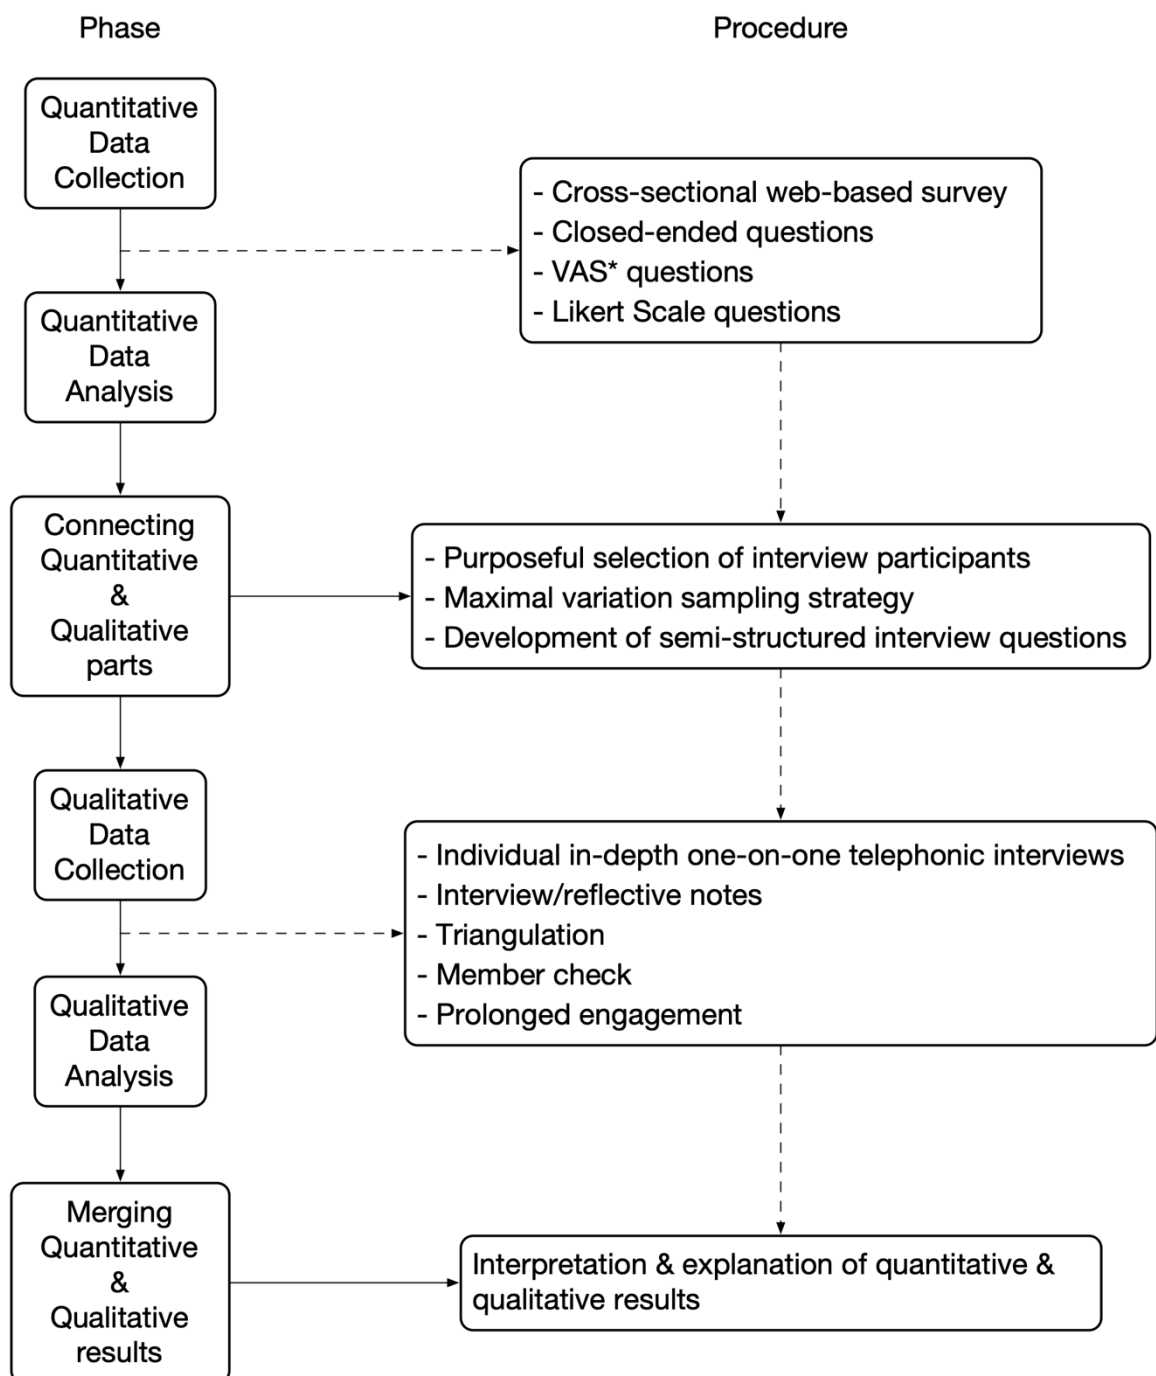 Phase
Procedure
Quantitative
Data
Collection
- Cross-sectional web-based survey
- Closed-ended questions
- VAS* questions
- Likert Scale questions
Quantitative
Data
Analysis
Connecting
Quantitative
&
Qualitative
parts
- Purposeful selection of interview participants
- Maximal variation sampling strategy
- Development of semi-structured interview questions
Qualitative
Data
Collection
- Individual in-depth one-on-one telephonic interviews
- Interview/reflective notes
- Triangulation
- Member check
- Prolonged engagement
Qualitative
Data
Analysis
Merging
Quantitative
&
Qualitative
results
Interpretation & explanation of quantitative &
qualitative results